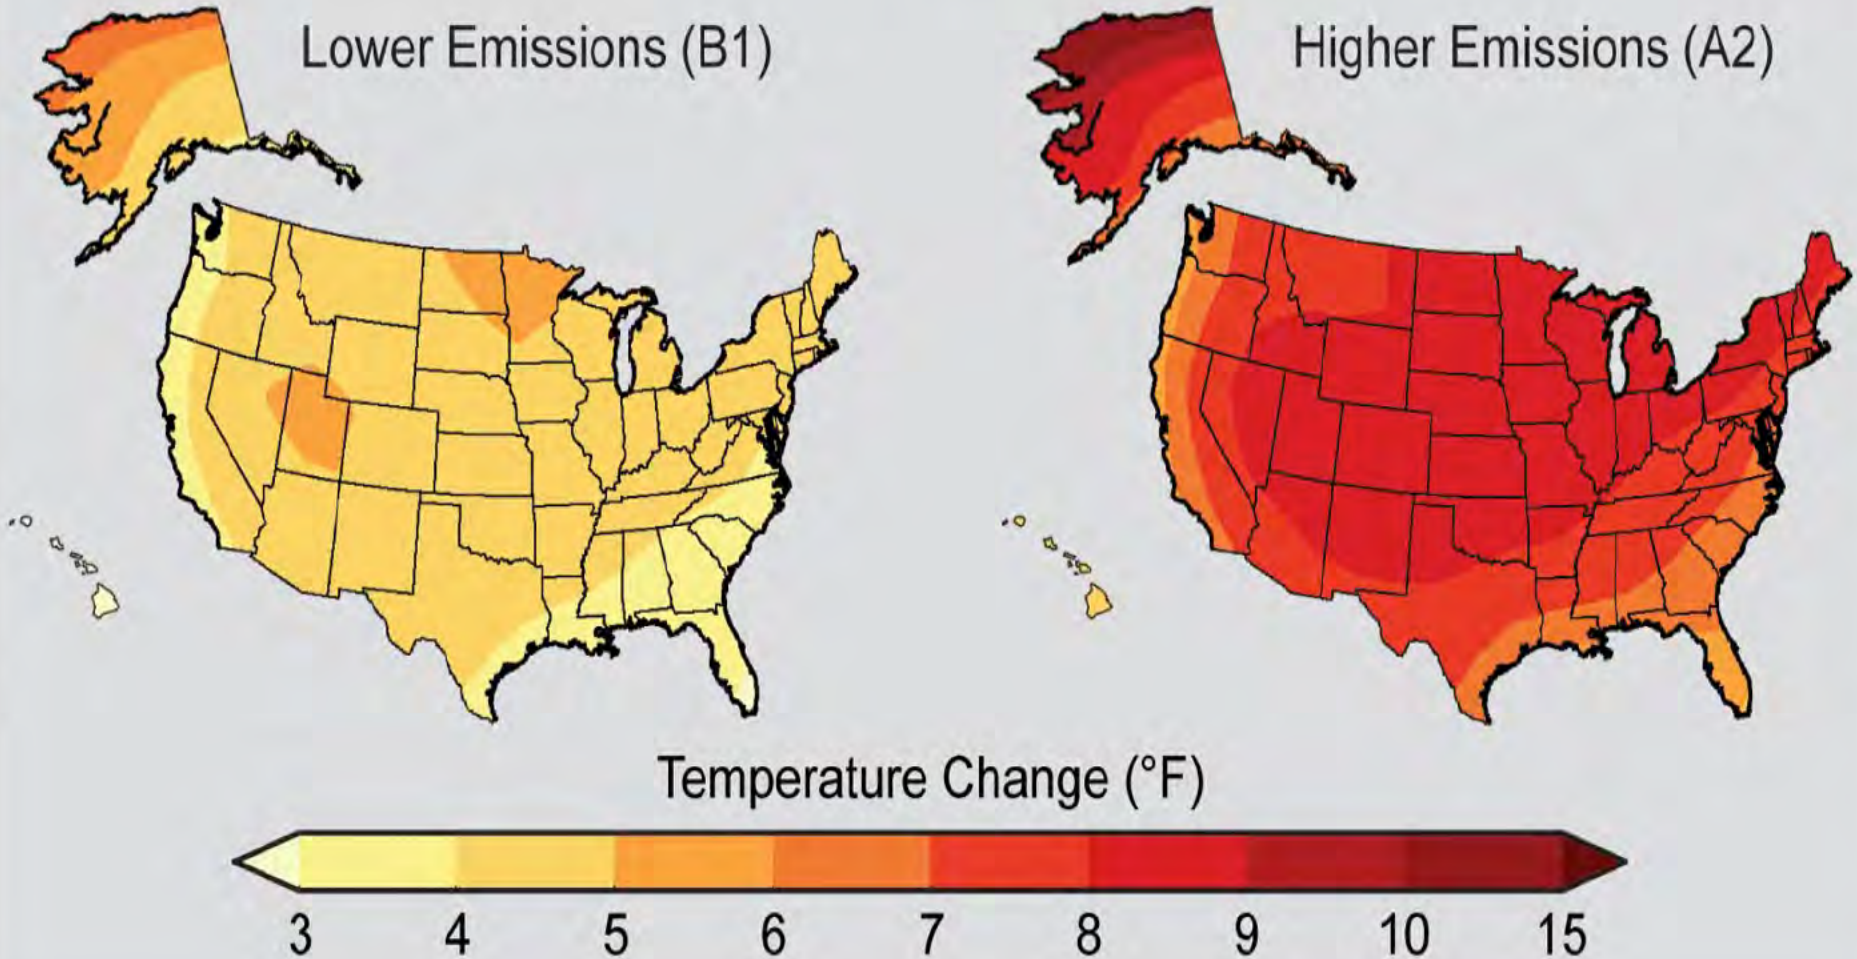 Lower Emissions (B1)
Higher Emissions (A2)
Temperature Change (°F)
3 4 5 6 7 8 9 10 15